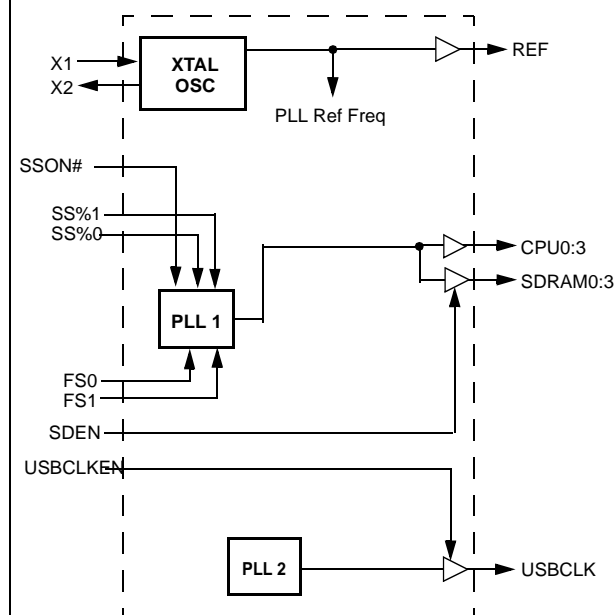 X1
X2
XTAL
OSC
REF
PLL Ref Freq
SSON#
SS%1
SS%0
CPU0:3
SDRAM0:3
PLL 1
FS0
FS1
SDEN
USBCLKEN
PLL 2
USBCLK